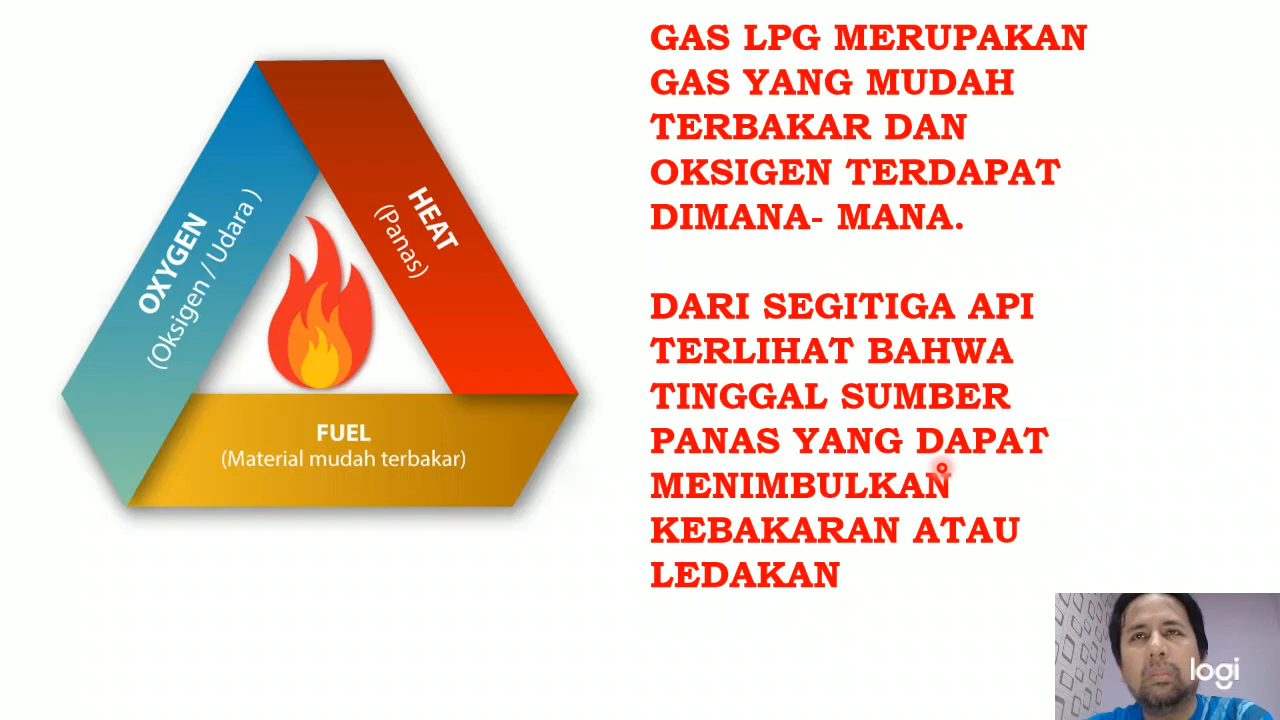 OXYGEN
(Oksigen / Udara )
HEAT
(Panas)
FUEL
(Material mudah terbakar)
GAS LPG MERUPAKAN
GAS YANG MUDAH
TERBAKAR DAN
OKSIGEN TERDAPAT
DIMANA- MANA.
DARI SEGITIGA API
TERLIHAT BAHWA
TINGGAL SUMBER
PANAS YANG DAPAT
MENIMBULKAN
KEBAKARAN ATAU
LEDAKAN
logi